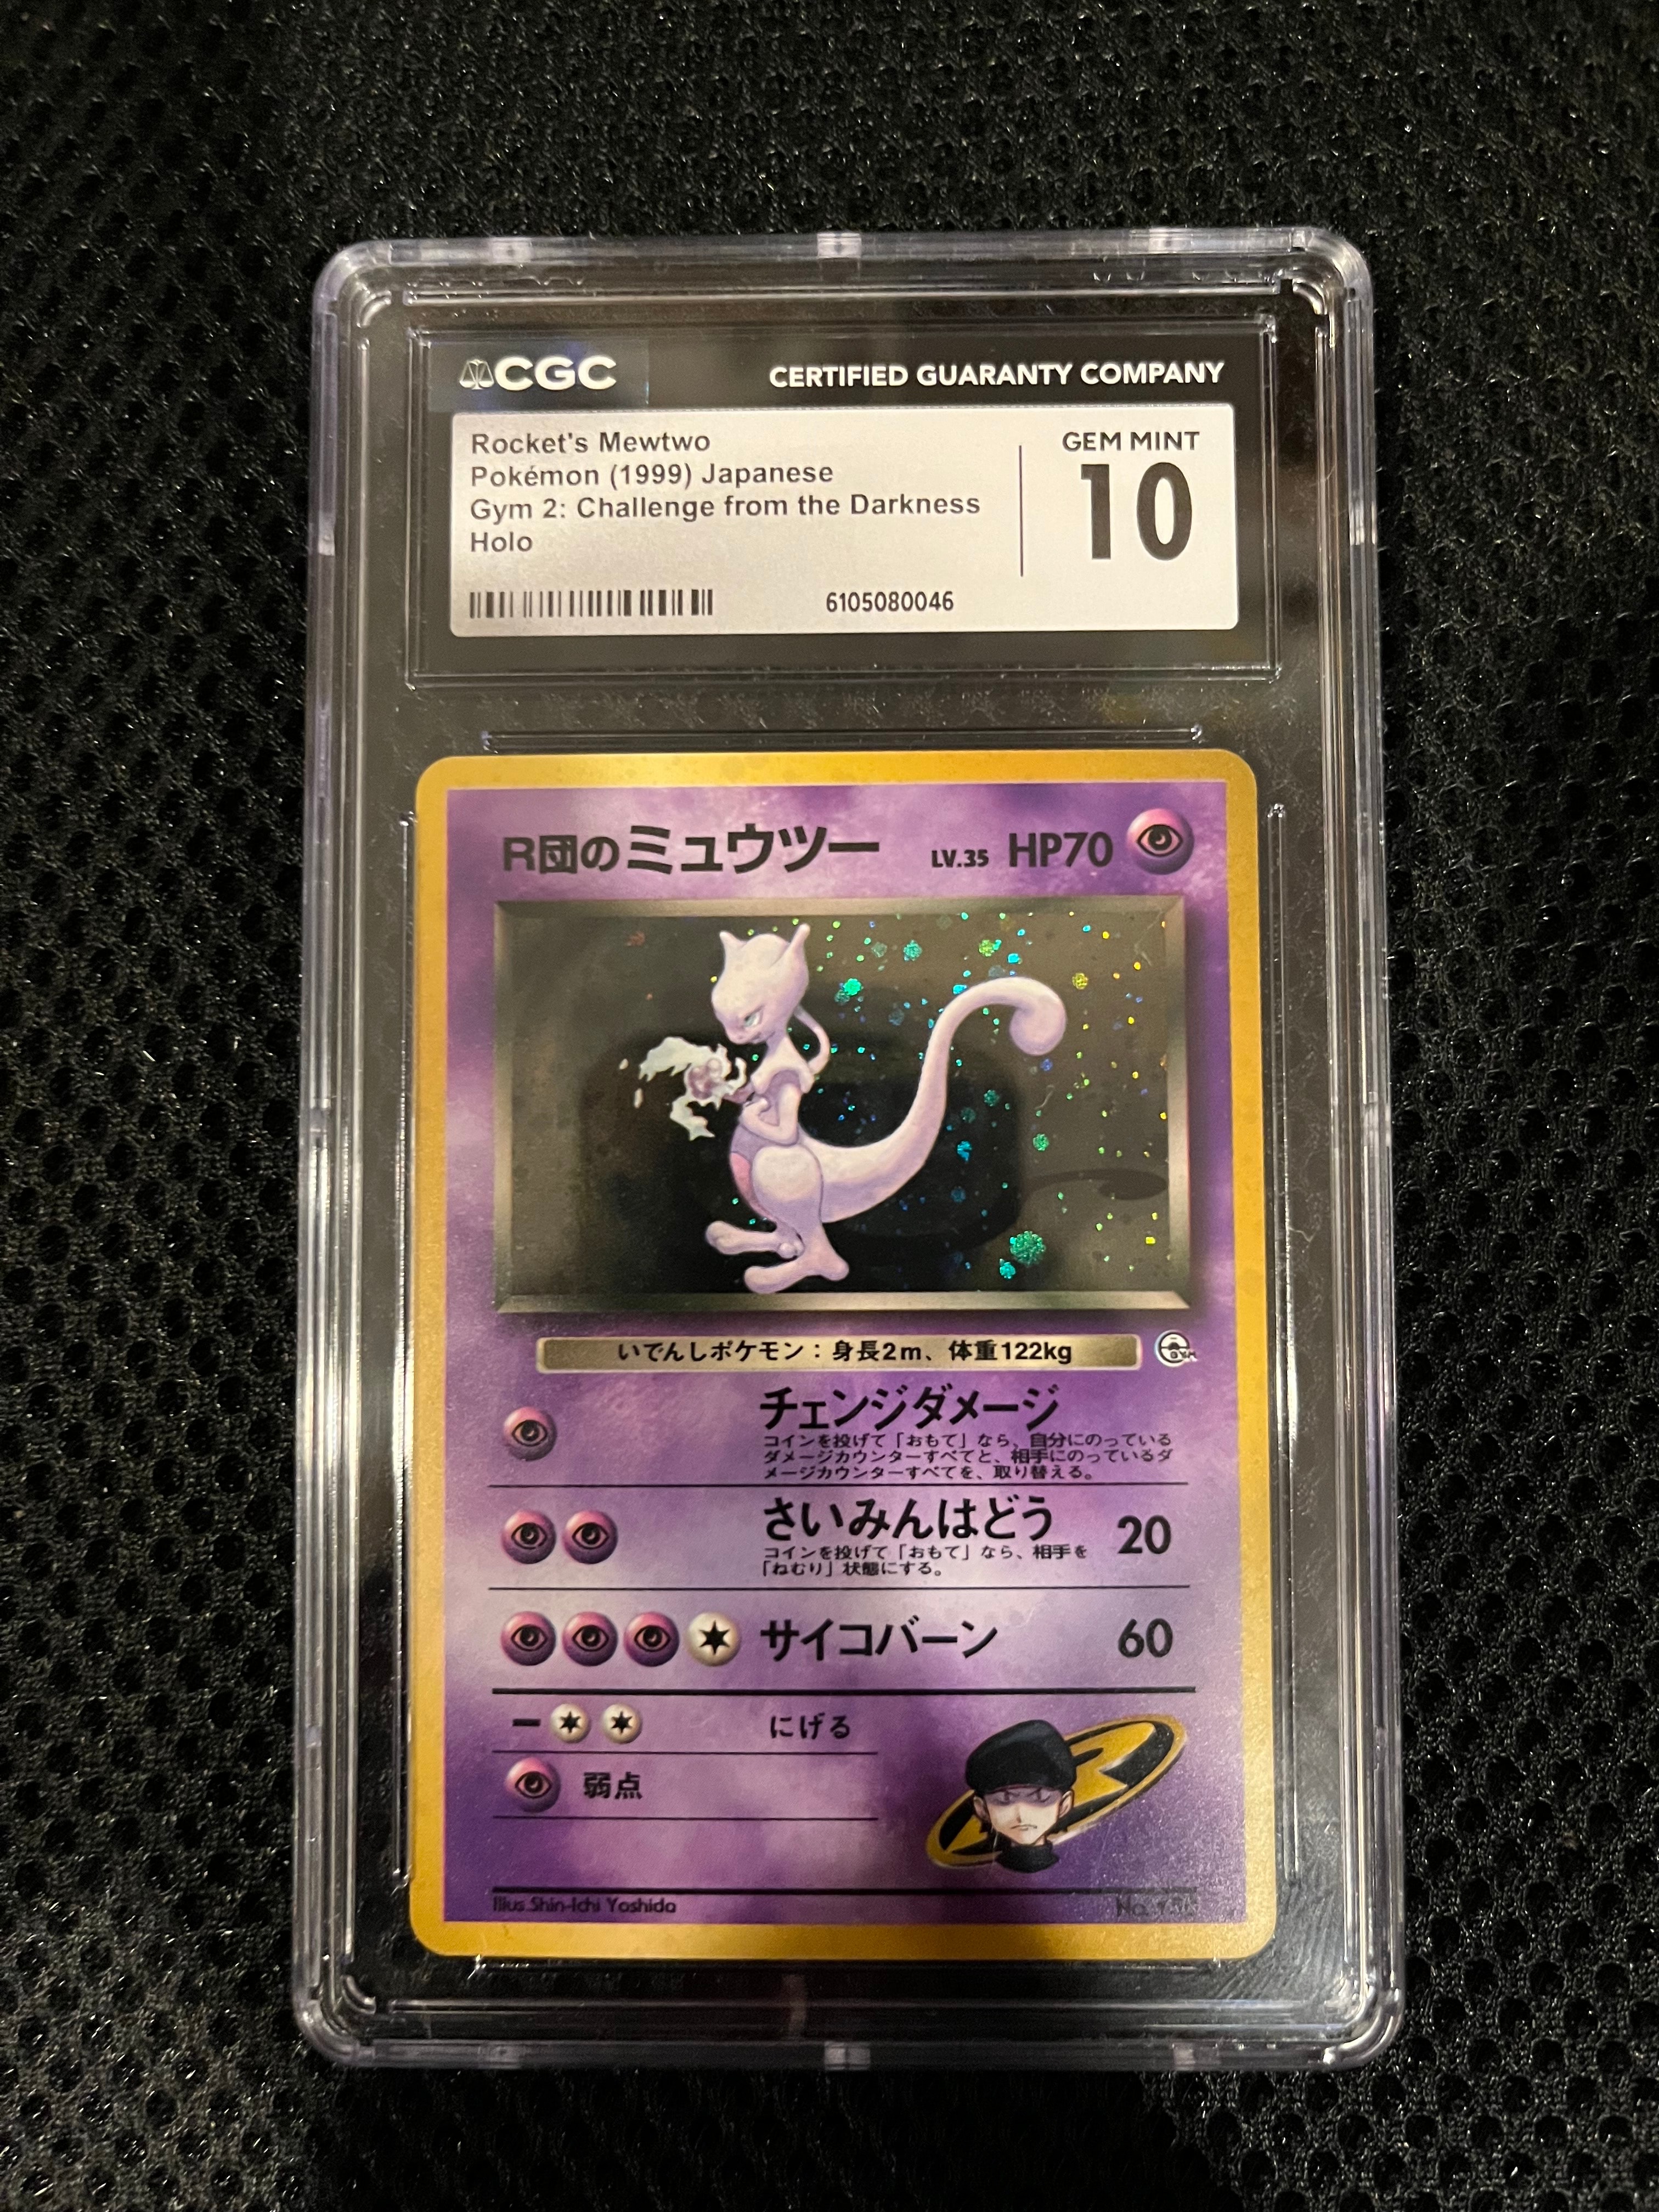 CGC
CERTIFIED GUARANTY COMPANY
Rocket's Mewtwo
Pokémon (1999) Japanese
Gym 2: Challenge from the Darkness
Holo
GEM MINT
10
6105080046
R団のミュウツー LV.35 HP70
いでんしポケモン：身長2m、体重122kg
GYM
チェンジダメージ
コインを投げて「おもて」なら、自分にのっている
ダメージカウンターすべてと、相手にのっているダ
メージカウンターすべてを、取り替える。
さいみんはどう 20
コインを投げて「おもて」なら、相手を
「ねむり」状態にする。
サイコバーン 60
にげる
弱点
Illus.Shin-Ichi Yoshida
No.